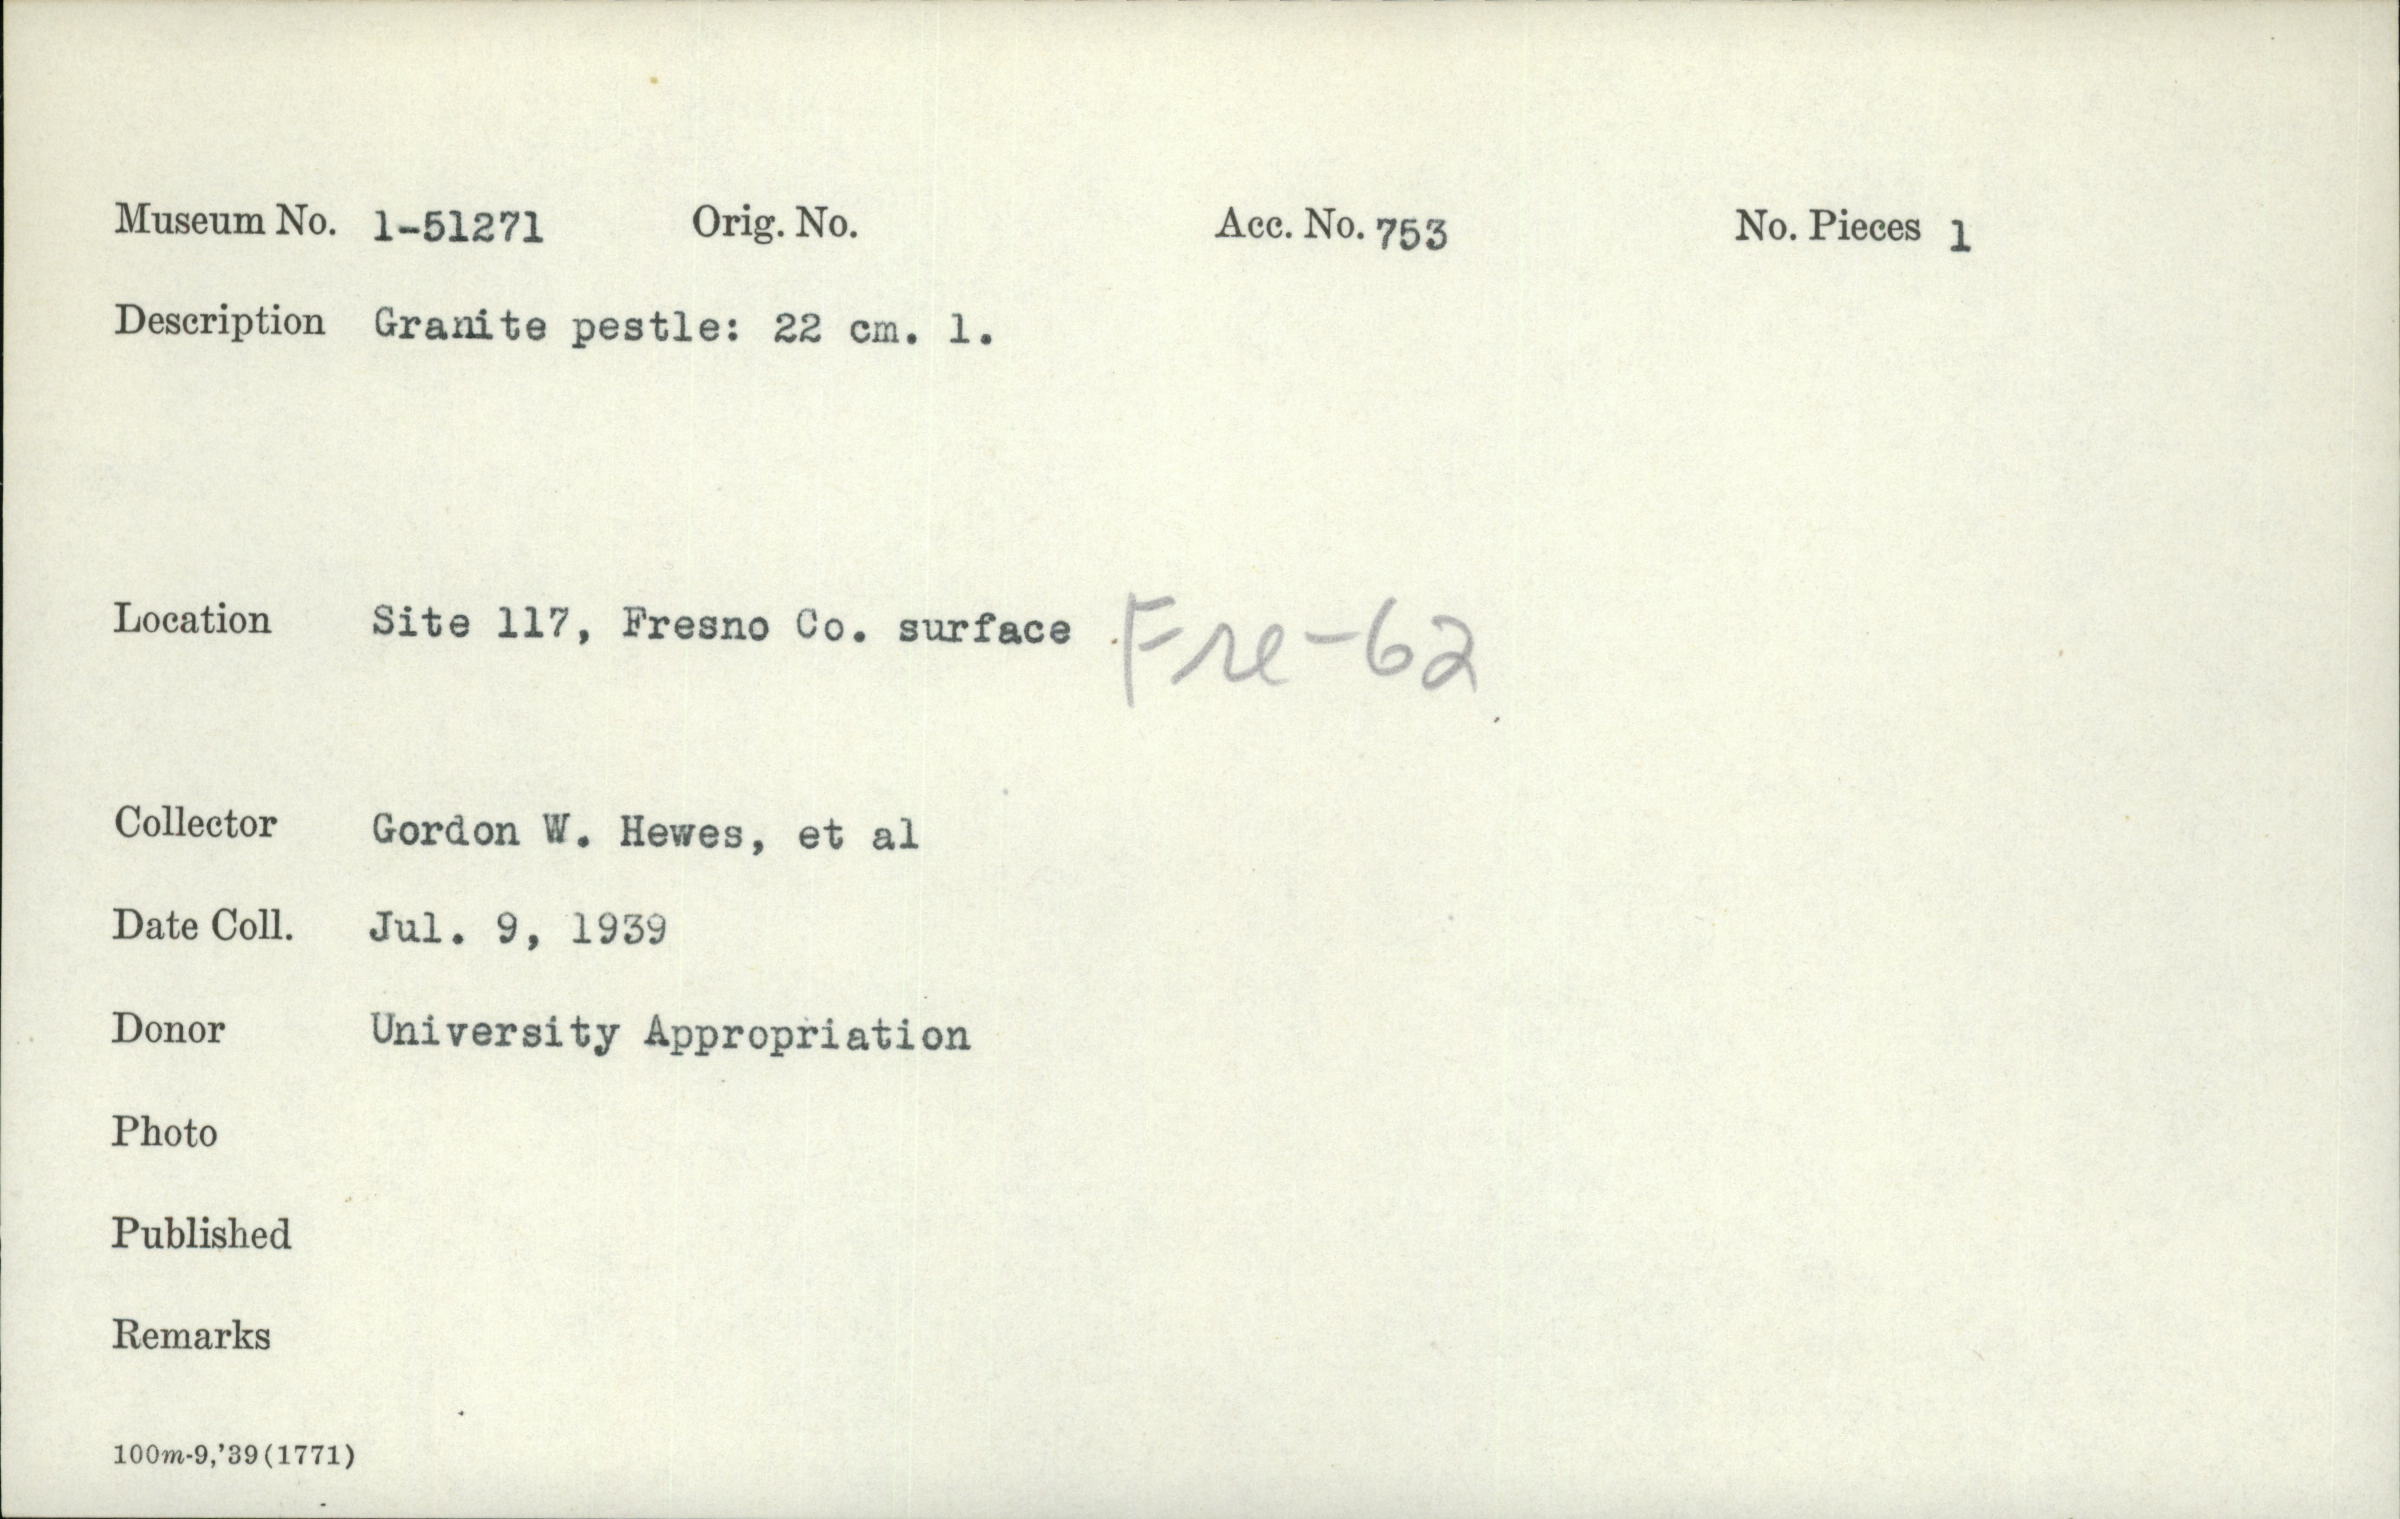 Museum No. 1-51271 Orig. No. Acc. No. 753 No. Pieces 1
Description Granite pestle: 22 cm. l.
Location Site 117, Fresno Co. surface Fre-62
Collector Gordon W. Hewes, et al
Date Coll. Jul. 9, 1939
Donor University Appropriation
Photo
Published
Remarks
100m-9,'39(1771)